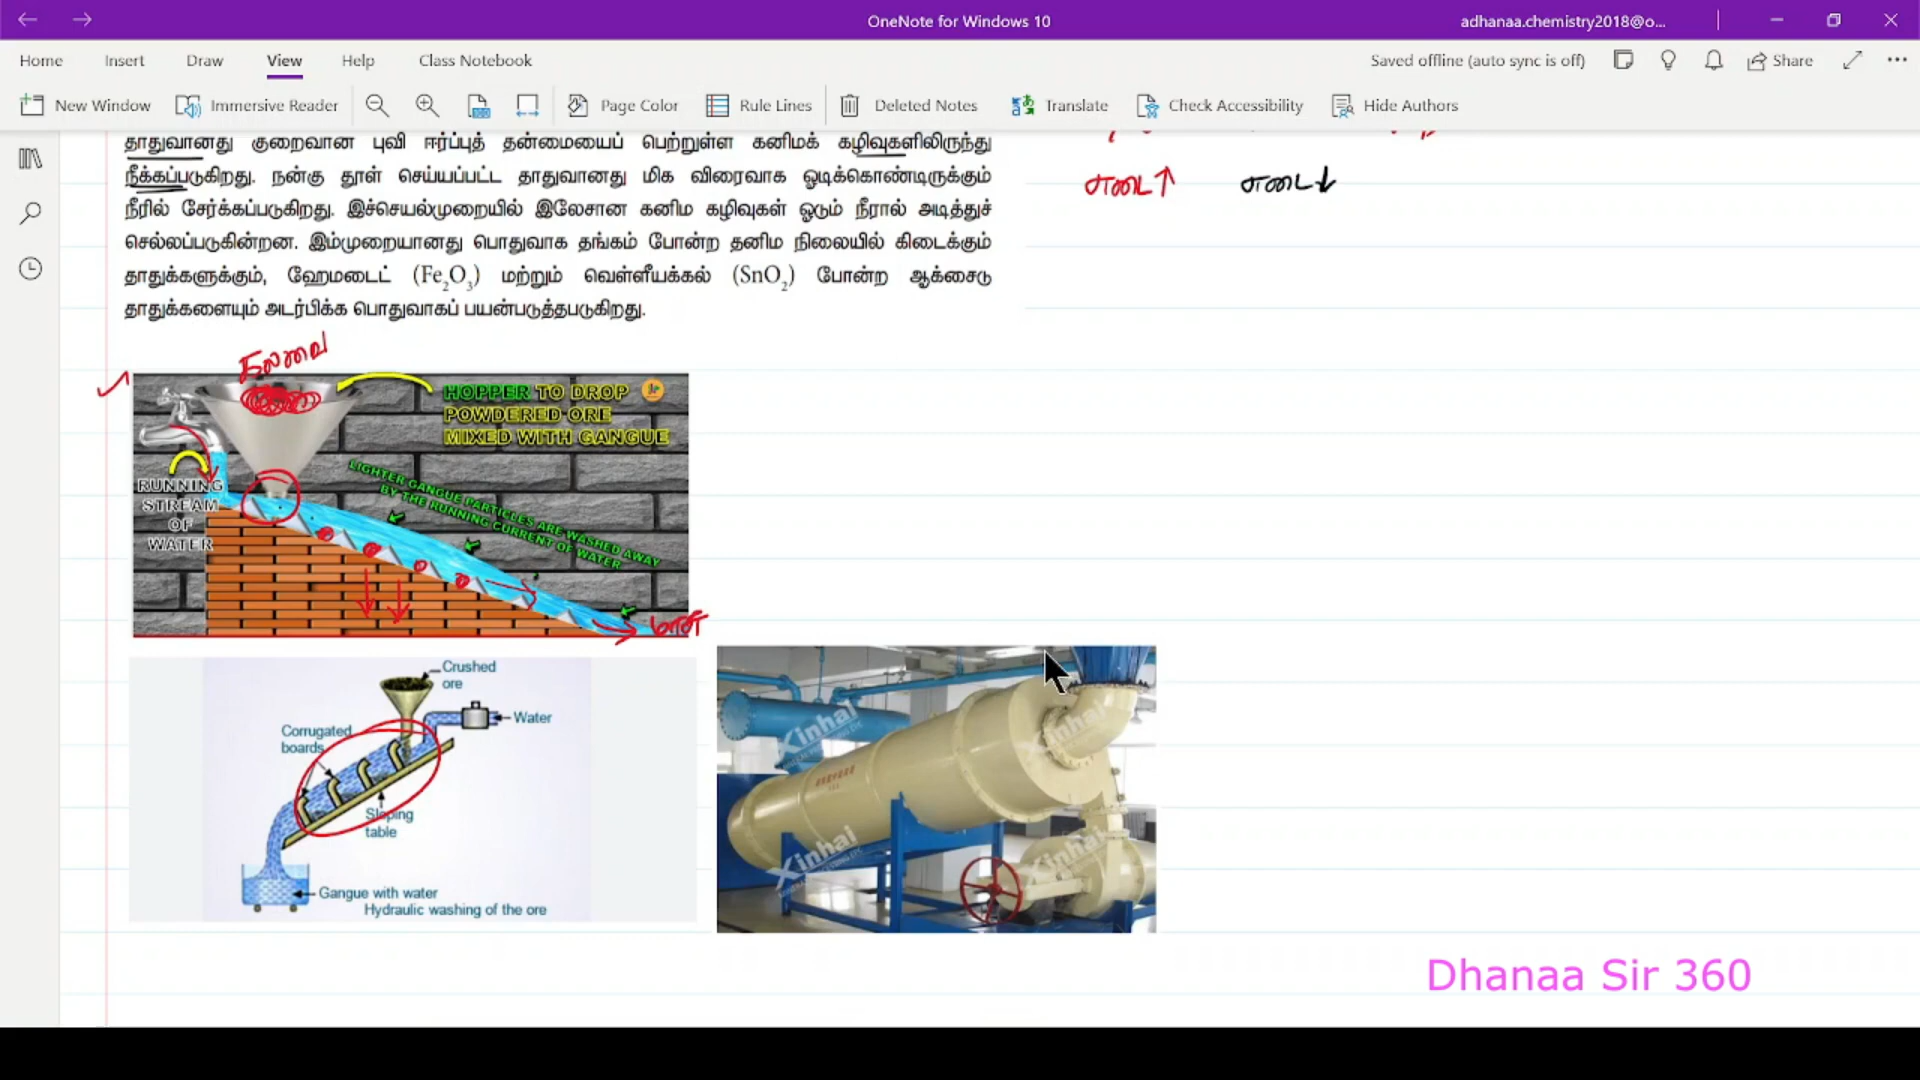 OneNote for Windows 10
adhanaa.chemistry2018@o...
Home Insert Draw View Help Class Notebook
Saved offline (auto sync is off) Share
New Window Immersive Reader Page Color Rule Lines Deleted Notes Translate Check Accessibility Hide Authors
தாதுவானது குறைவான புவி ஈர்ப்புத் தன்மையைப் பெற்றுள்ள கனிமக் கழிவுகளிலிருந்து
நீக்கப்படுகிறது. நன்கு தூள் செய்யப்பட்ட தாதுவானது மிக விரைவாக ஓடிக்கொண்டிருக்கும்
நீரில் சேர்க்கப்படுகிறது. இச்செயல்முறையில் இலேசான கனிம கழிவுகள் ஓடும் நீரால் அடித்துச்
செல்லப்படுகின்றன. இம்முறையானது பொதுவாக தங்கம் போன்ற தனிம நிலையில் கிடைக்கும்
தாதுக்களுக்கும், ஹேமடைட் (Fe₂O₃) மற்றும் வெள்ளீயக்கல் (SnO₂) போன்ற ஆக்சைடு
தாதுக்களையும் அடர்பிக்க பொதுவாகப் பயன்படுத்தபடுகிறது.
எடை↑ எடை↓
கலவை
HOPPER TO DROP
POWDERED ORE
MIXED WITH GANGUE
RUNNING
STREAM
OF
WATER
LIGHTER GANGUE PARTICLES ARE WASHED AWAY
BY THE RUNNING CURRENT OF WATER
Crushed
ore
Water
Corrugated
boards
Sloping
table
Gangue with water
Hydraulic washing of the ore
Xinhai
Xinhai
Xinhai
Xinhai
Dhanaa Sir 360